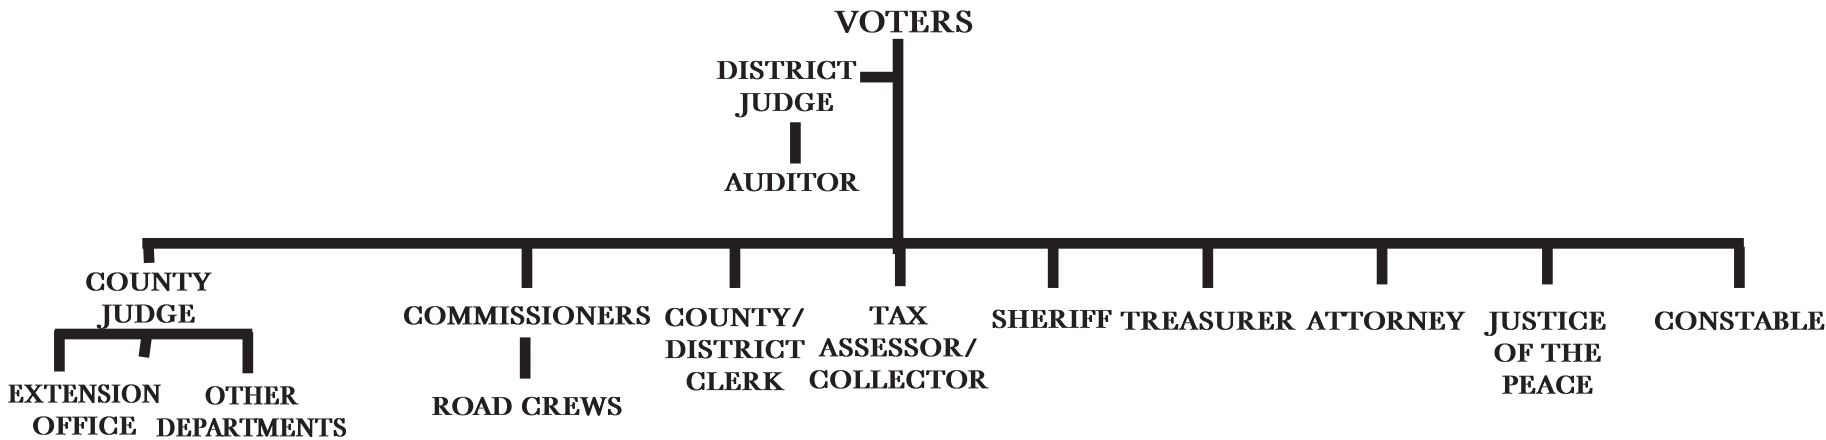 VOTERS
DISTRICT
JUDGE
AUDITOR
COUNTY
JUDGE
EXTENSION
OFFICE
OTHER
DEPARTMENTS
COMMISSIONERS
ROAD CREWS
COUNTY/
DISTRICT
CLERK
TAX
ASSESSOR/
COLLECTOR
SHERIFF
TREASURER
ATTORNEY
JUSTICE
OF THE
PEACE
CONSTABLE